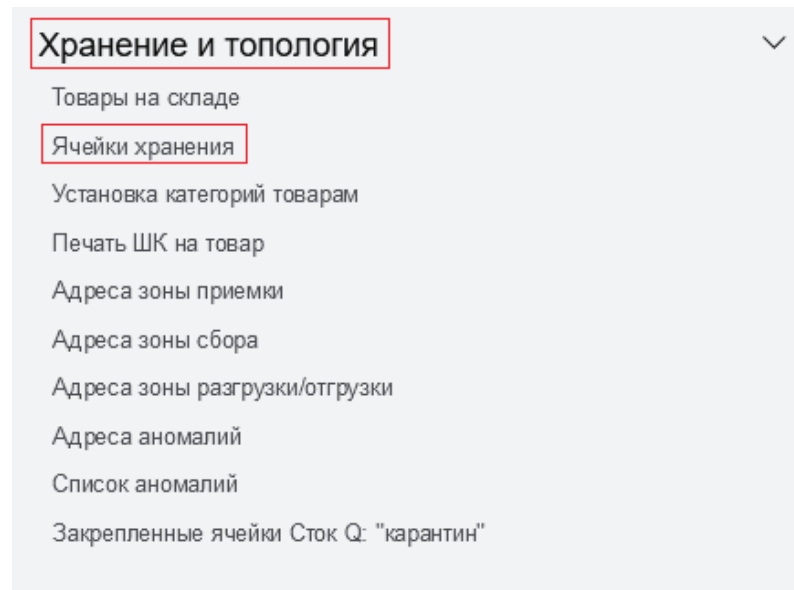 Хранение и топология
Товары на складе
Ячейки хранения
Установка категорий товарам
Печать ШК на товар
Адреса зоны приемки
Адреса зоны сбора
Адреса зоны разгрузки/отгрузки
Адреса аномалий
Список аномалий
Закрепленные ячейки Сток Q: "карантин"